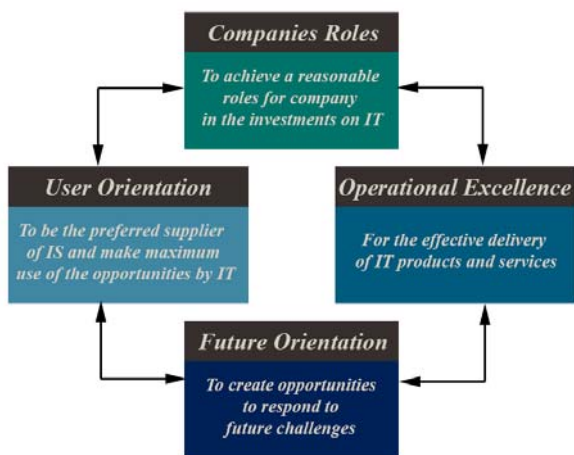 Companies Roles
To achieve a reasonable
roles for company
in the investments on IT
User Orientation
To be the preferred supplier
of IS and make maximum
use of the opportunities by IT
Operational Excellence
For the effective delivery
of IT products and services
Future Orientation
To create opportunities
to respond to
future challenges